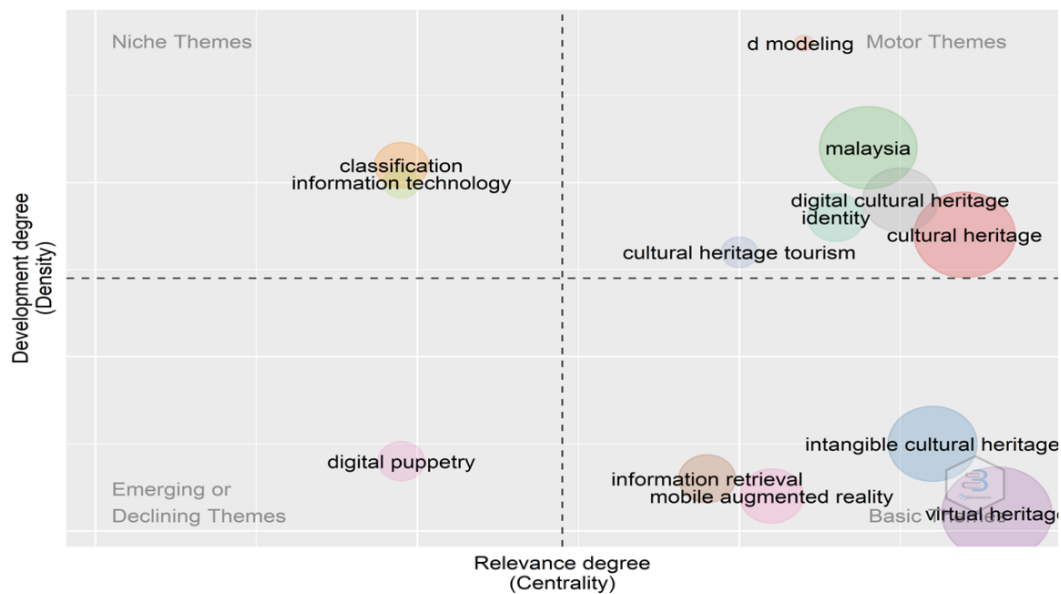 Niche Themes
d modeling
Motor Themes
malaysia
classification
information technology
digital cultural heritage
identity
cultural heritage
cultural heritage tourism
Development degree
(Density)
intangible cultural heritage
digital puppetry
information retrieval
mobile augmented reality
Emerging or
Declining Themes
Basic Themes
virtual heritage
Relevance degree
(Centrality)